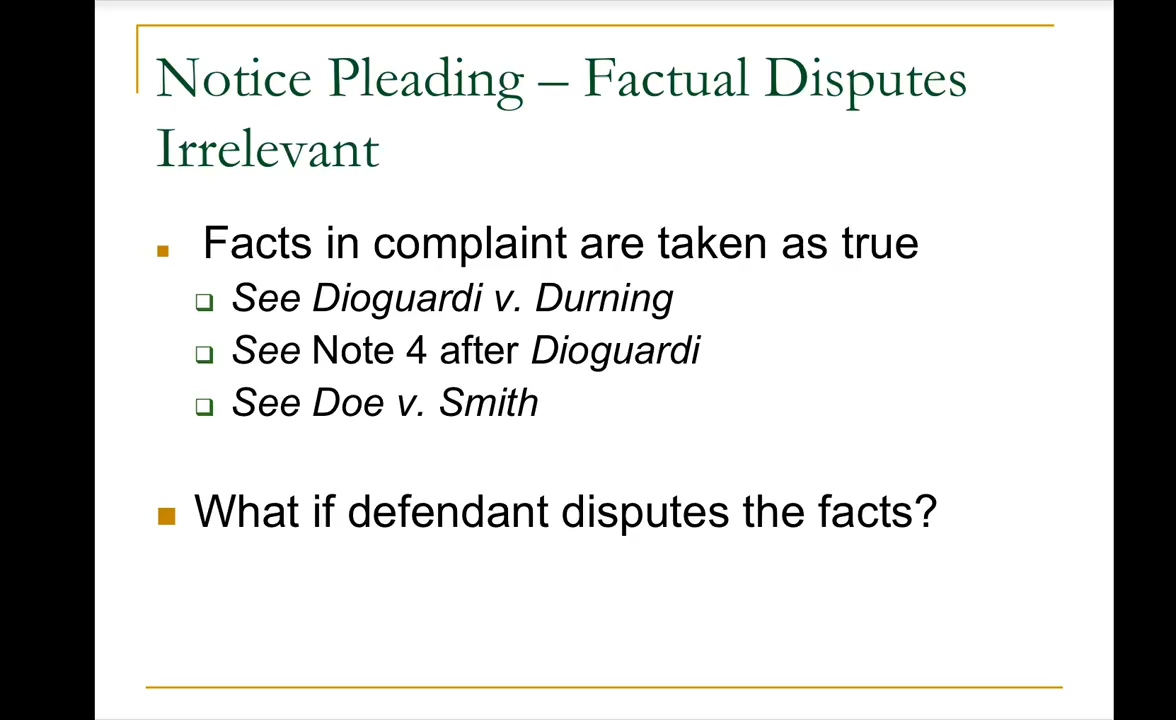 Notice Pleading – Factual Disputes
Irrelevant
Facts in complaint are taken as true
See Dioguardi v. Durning
See Note 4 after Dioguardi
See Doe v. Smith
What if defendant disputes the facts?